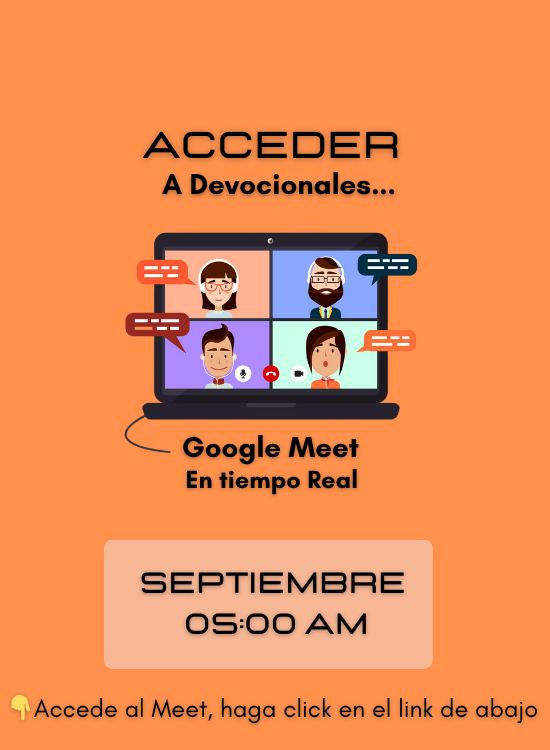 ACCEDER
A Devocionales...
Google Meet
En tiempo Real
SEPTIEMBRE
05:00 AM
👇Accede al Meet, haga click en el link de abajo